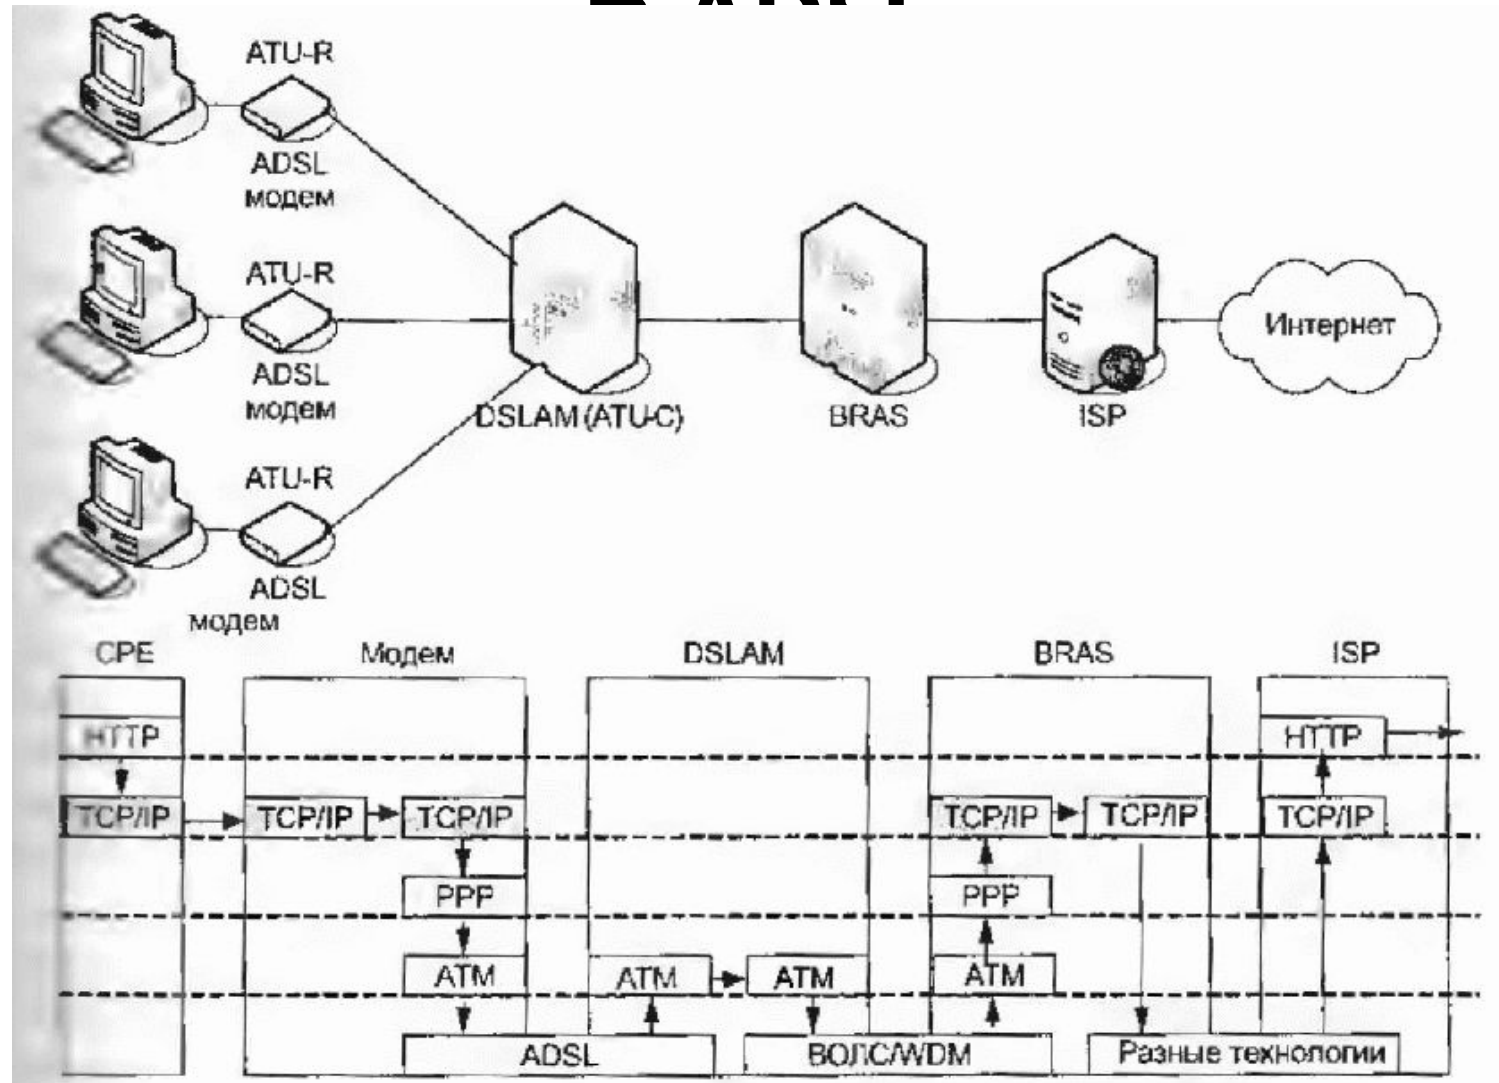 ATU-R
ADSL
модем
ATU-R
ADSL
модем
ATU-R
ADSL
модем
DSLAM (ATU-C)
BRAS
ISP
Интернет
CPE
Модем
DSLAM
BRAS
ISP
HTTP
HTTP
TCP/IP
TCP/IP
TCP/IP
TCP/IP
TCP/IP
TCP/IP
PPP
PPP
ATM
ATM
ATM
ATM
ADSL
ВОЛС/WDM
Разные технологии